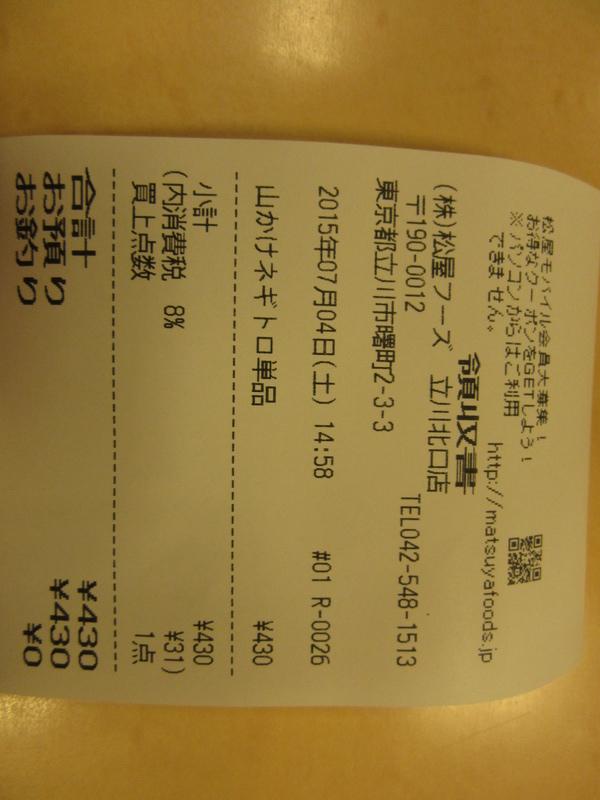 松屋モバイル会員大募集！
お得なクーポンをGETしよう！
※パソコンからはご利用
できません。
http://matsuyafoods.jp
領収書
(株)松屋フーズ 立川北口店
〒190-0012 TEL042-548-1513
東京都立川市曙町2-3-3
2015年07月04日(土) 14:58 #01 R-0026
山かけネギトロ単品 ¥430
小計 ¥430
(内消費税 8% ¥31)
買上点数 1点
合計 ¥430
お預り ¥430
お釣り ¥0